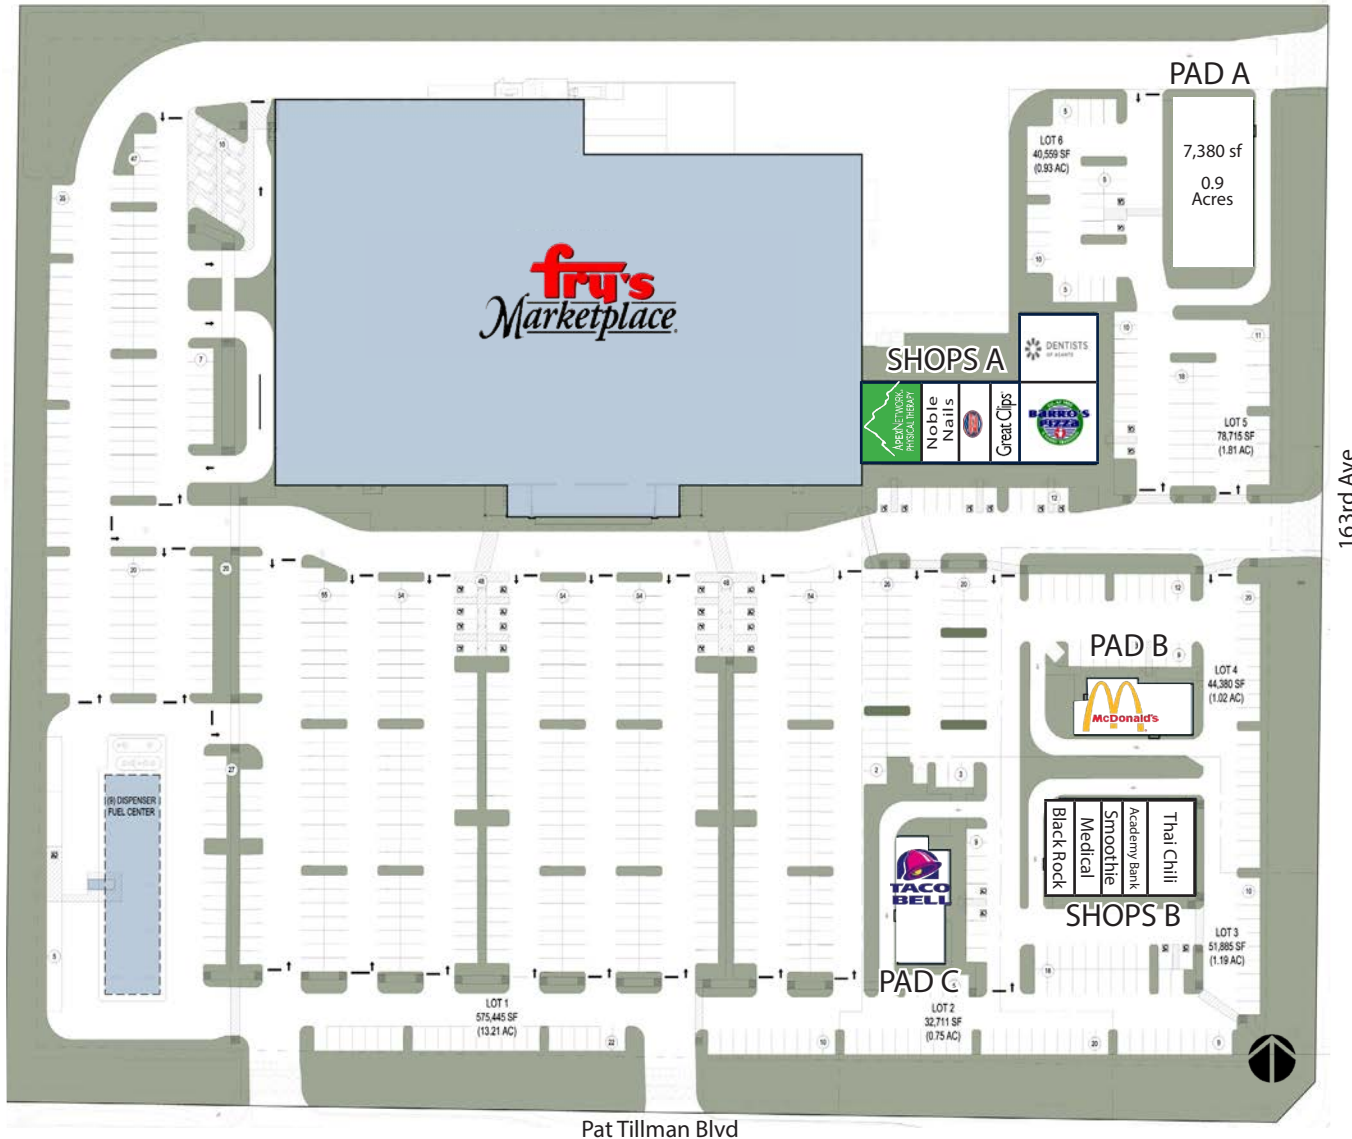 PAD A
7,380 sf
0.9
Acres
LOT 6
40,559 SF
(0.93 AC)
fry's
Marketplace
SHOPS A
DENTISTS
APEXNETWORK
PHYSICAL THERAPY
Noble
Nails
Great Clips
BARRO'S
PIZZA
LOT 5
78,715 SF
(1.81 AC)
163rd Ave
PAD B
McDonald's
LOT 4
44,380 SF
(1.02 AC)
(9) DISPENSER
FUEL CENTER
TACO
BELL
PAD C
Black Rock
Medical
Smoothie
Academy Bank
Thai Chili
SHOPS B
LOT 3
51,885 SF
(1.19 AC)
LOT 1
575,445 SF
(13.21 AC)
LOT 2
32,711 SF
(0.75 AC)
Pat Tillman Blvd